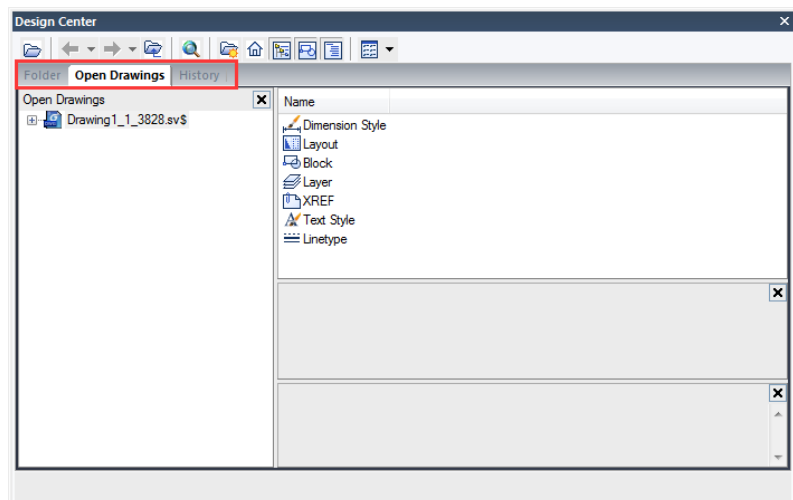 Design Center
Folder Open Drawings History
Open Drawings
Drawing1_1_3828.sv$
Name
Dimension Style
Layout
Block
Layer
XREF
Text Style
Linetype